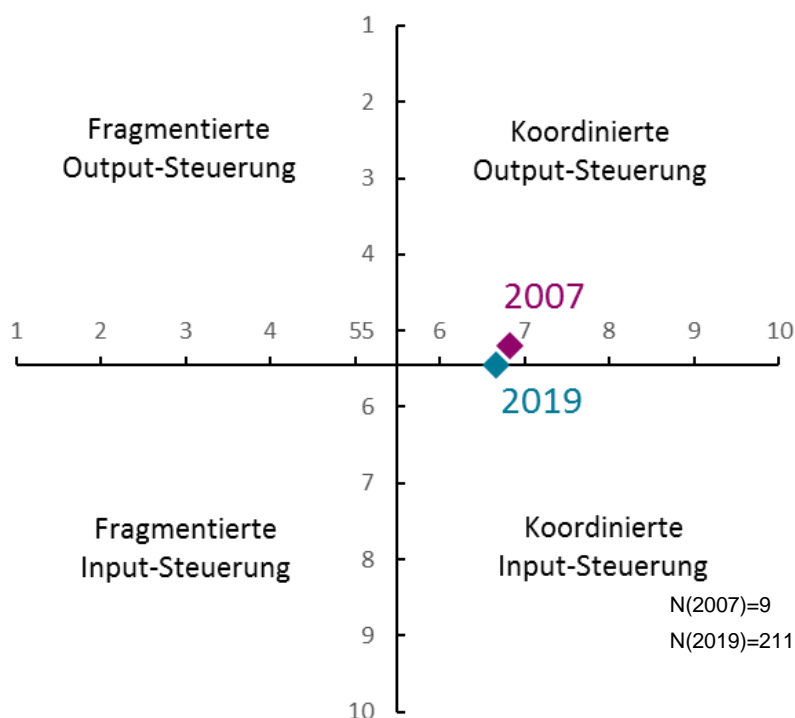 1
2
Fragmentierte
Output-Steuerung
Koordinierte
Output-Steuerung
3
4
2007
1 2 3 4 55 6 7 8 9 10
2019
6
7
Fragmentierte
Input-Steuerung
Koordinierte
Input-Steuerung
8
N(2007)=9
9
N(2019)=211
10